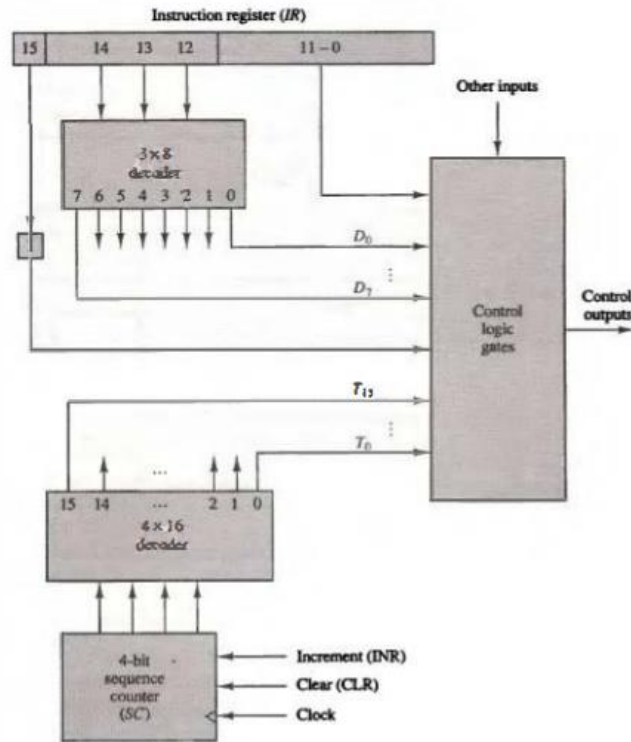 Instruction register (IR)
15 14 13 12 11 – 0
Other inputs
3 × 8
decoder
7 6 5 4 3 2 1 0
D0
D7
Control
logic
gates
Control
outputs
T15
T0
15 14 ... 2 1 0
4 × 16
decoder
4-bit
sequence
counter
(SC)
Increment (INR)
Clear (CLR)
Clock